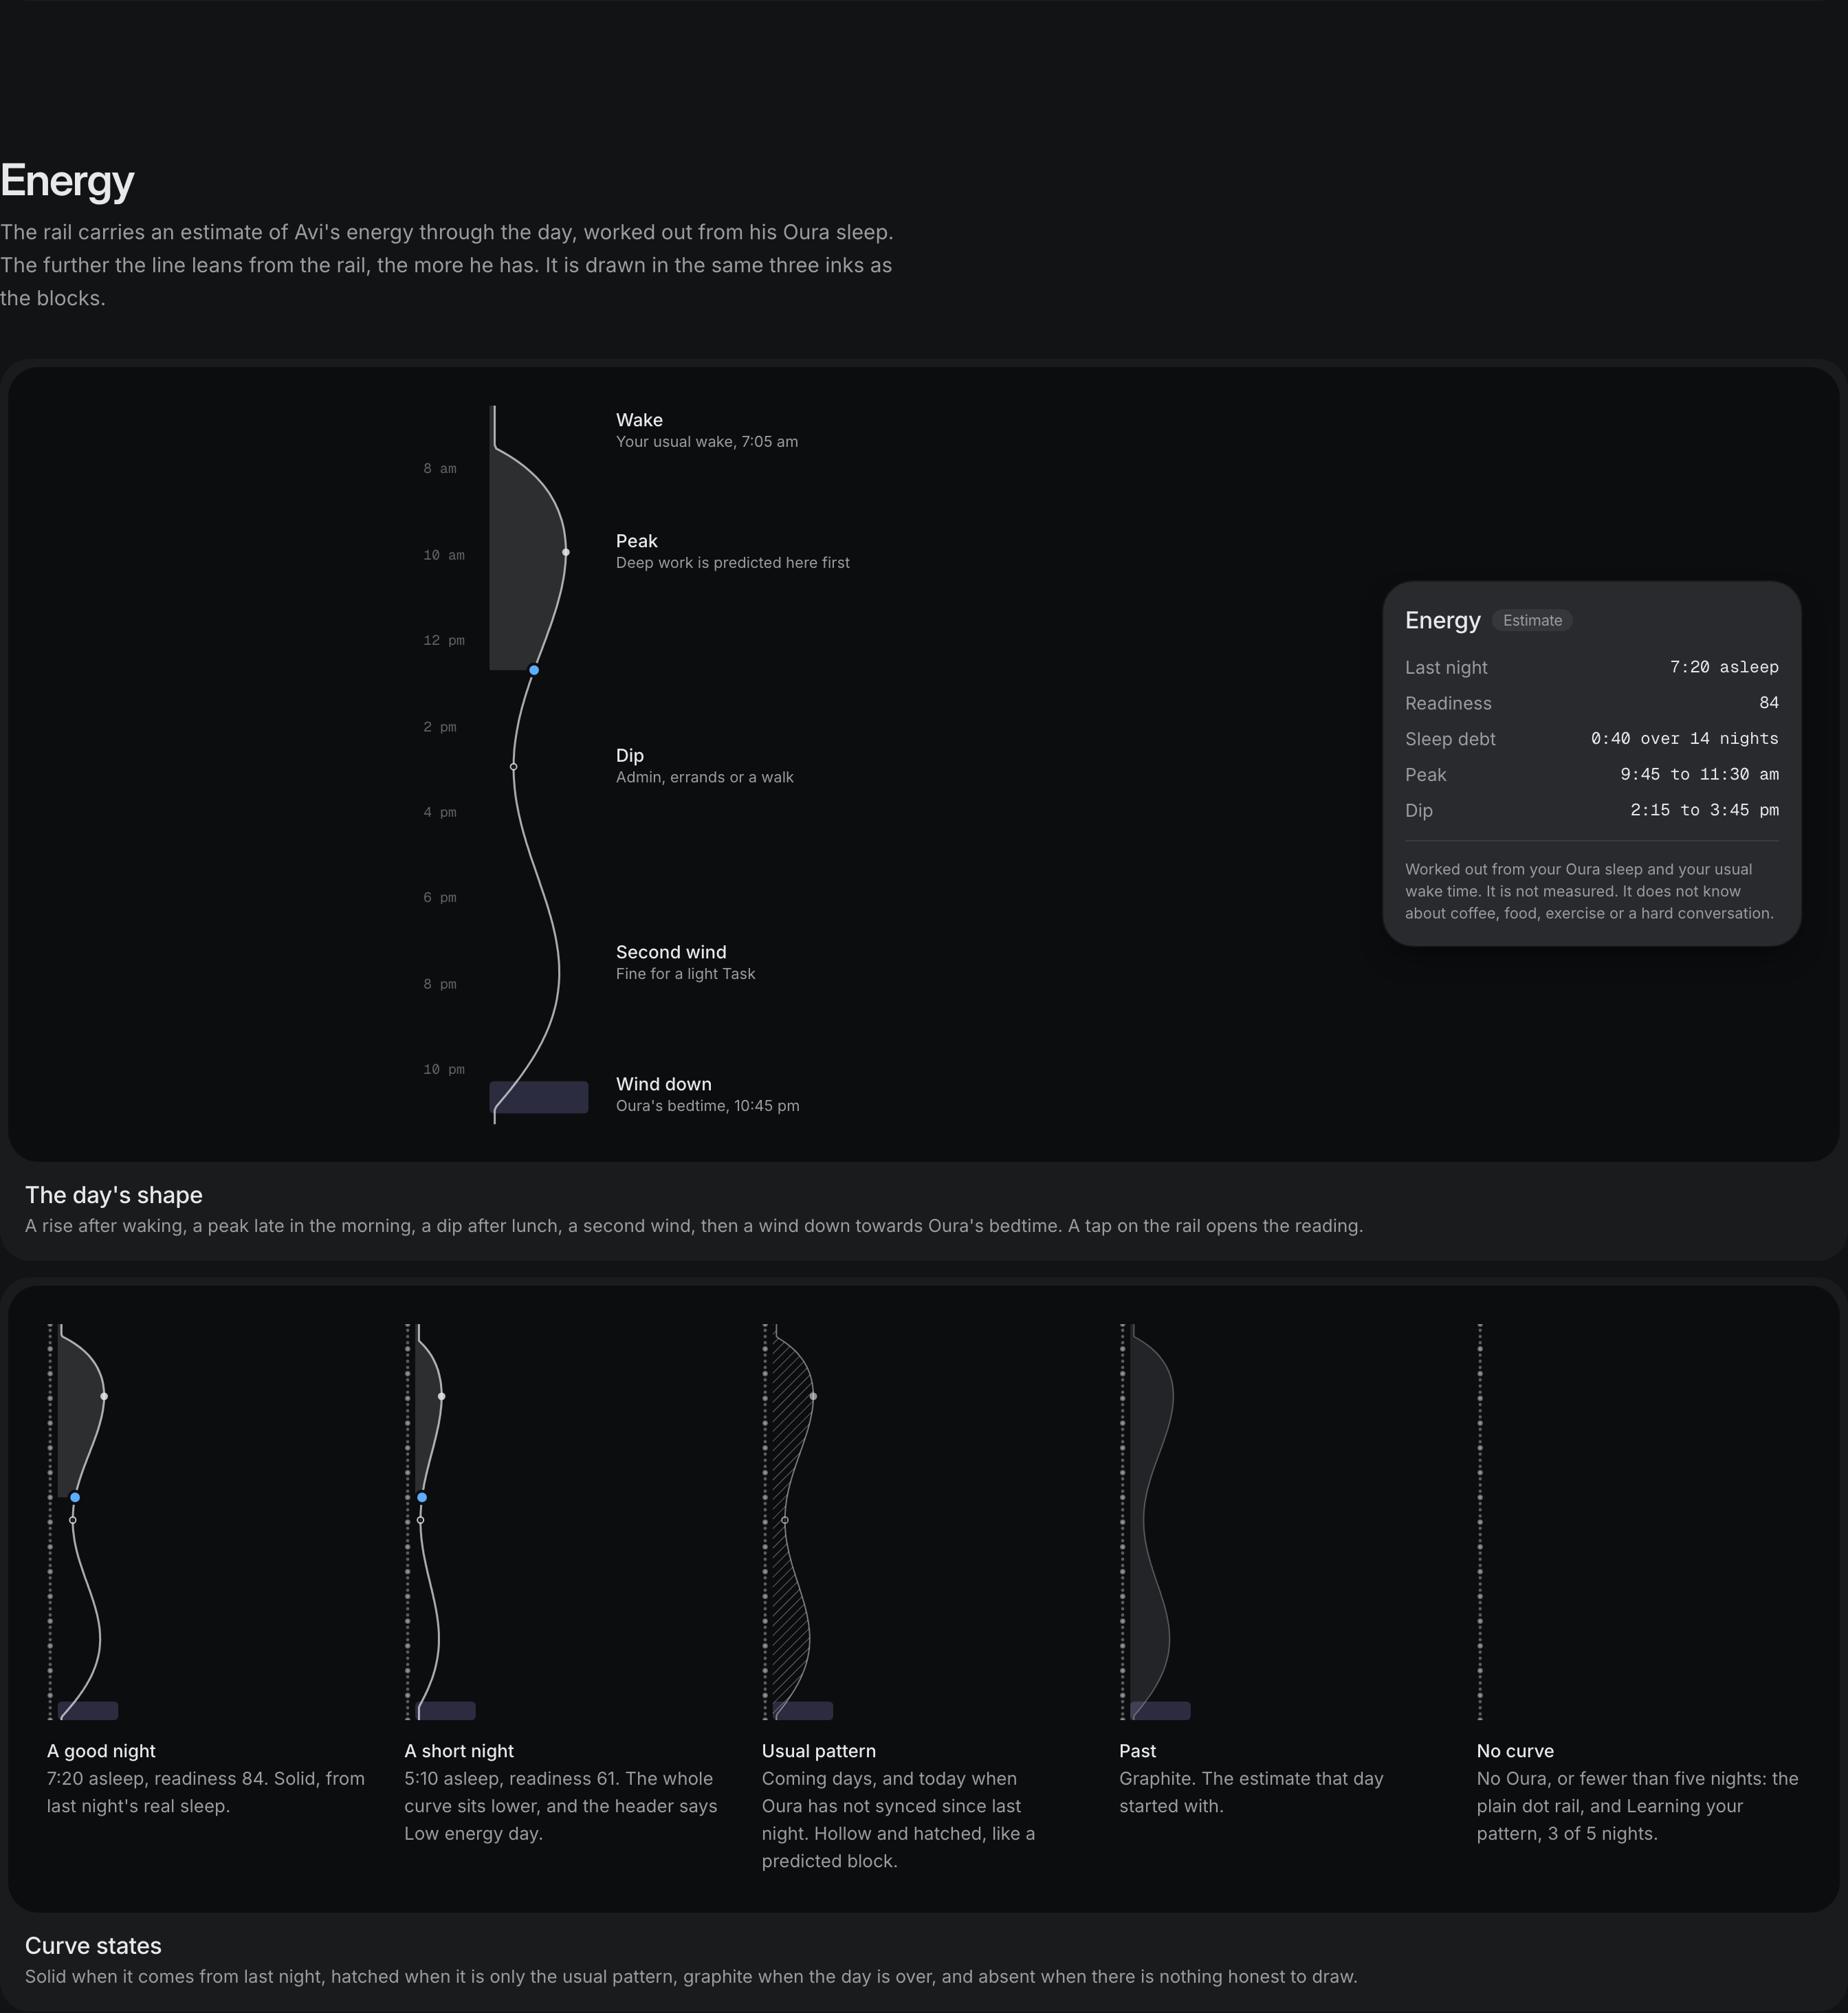 Energy
The rail carries an estimate of Avi's energy through the day, worked out from his Oura sleep.
The further the line leans from the rail, the more he has. It is drawn in the same three inks as
the blocks.
Wake
Your usual wake, 7:05 am
8 am
Peak
Deep work is predicted here first
10 am
12 pm
2 pm
Dip
Admin, errands or a walk
4 pm
6 pm
Second wind
Fine for a light Task
8 pm
10 pm
Wind down
Oura's bedtime, 10:45 pm
Energy Estimate
Last night 7:20 asleep
Readiness 84
Sleep debt 0:40 over 14 nights
Peak 9:45 to 11:30 am
Dip 2:15 to 3:45 pm
Worked out from your Oura sleep and your usual
wake time. It is not measured. It does not know
about coffee, food, exercise or a hard conversation.
The day's shape
A rise after waking, a peak late in the morning, a dip after lunch, a second wind, then a wind down towards Oura's bedtime. A tap on the rail opens the reading.
A good night
7:20 asleep, readiness 84. Solid, from
last night's real sleep.
A short night
5:10 asleep, readiness 61. The whole
curve sits lower, and the header says
Low energy day.
Usual pattern
Coming days, and today when
Oura has not synced since last
night. Hollow and hatched, like a
predicted block.
Past
Graphite. The estimate that day
started with.
No curve
No Oura, or fewer than five nights: the
plain dot rail, and Learning your
pattern, 3 of 5 nights.
Curve states
Solid when it comes from last night, hatched when it is only the usual pattern, graphite when the day is over, and absent when there is nothing honest to draw.